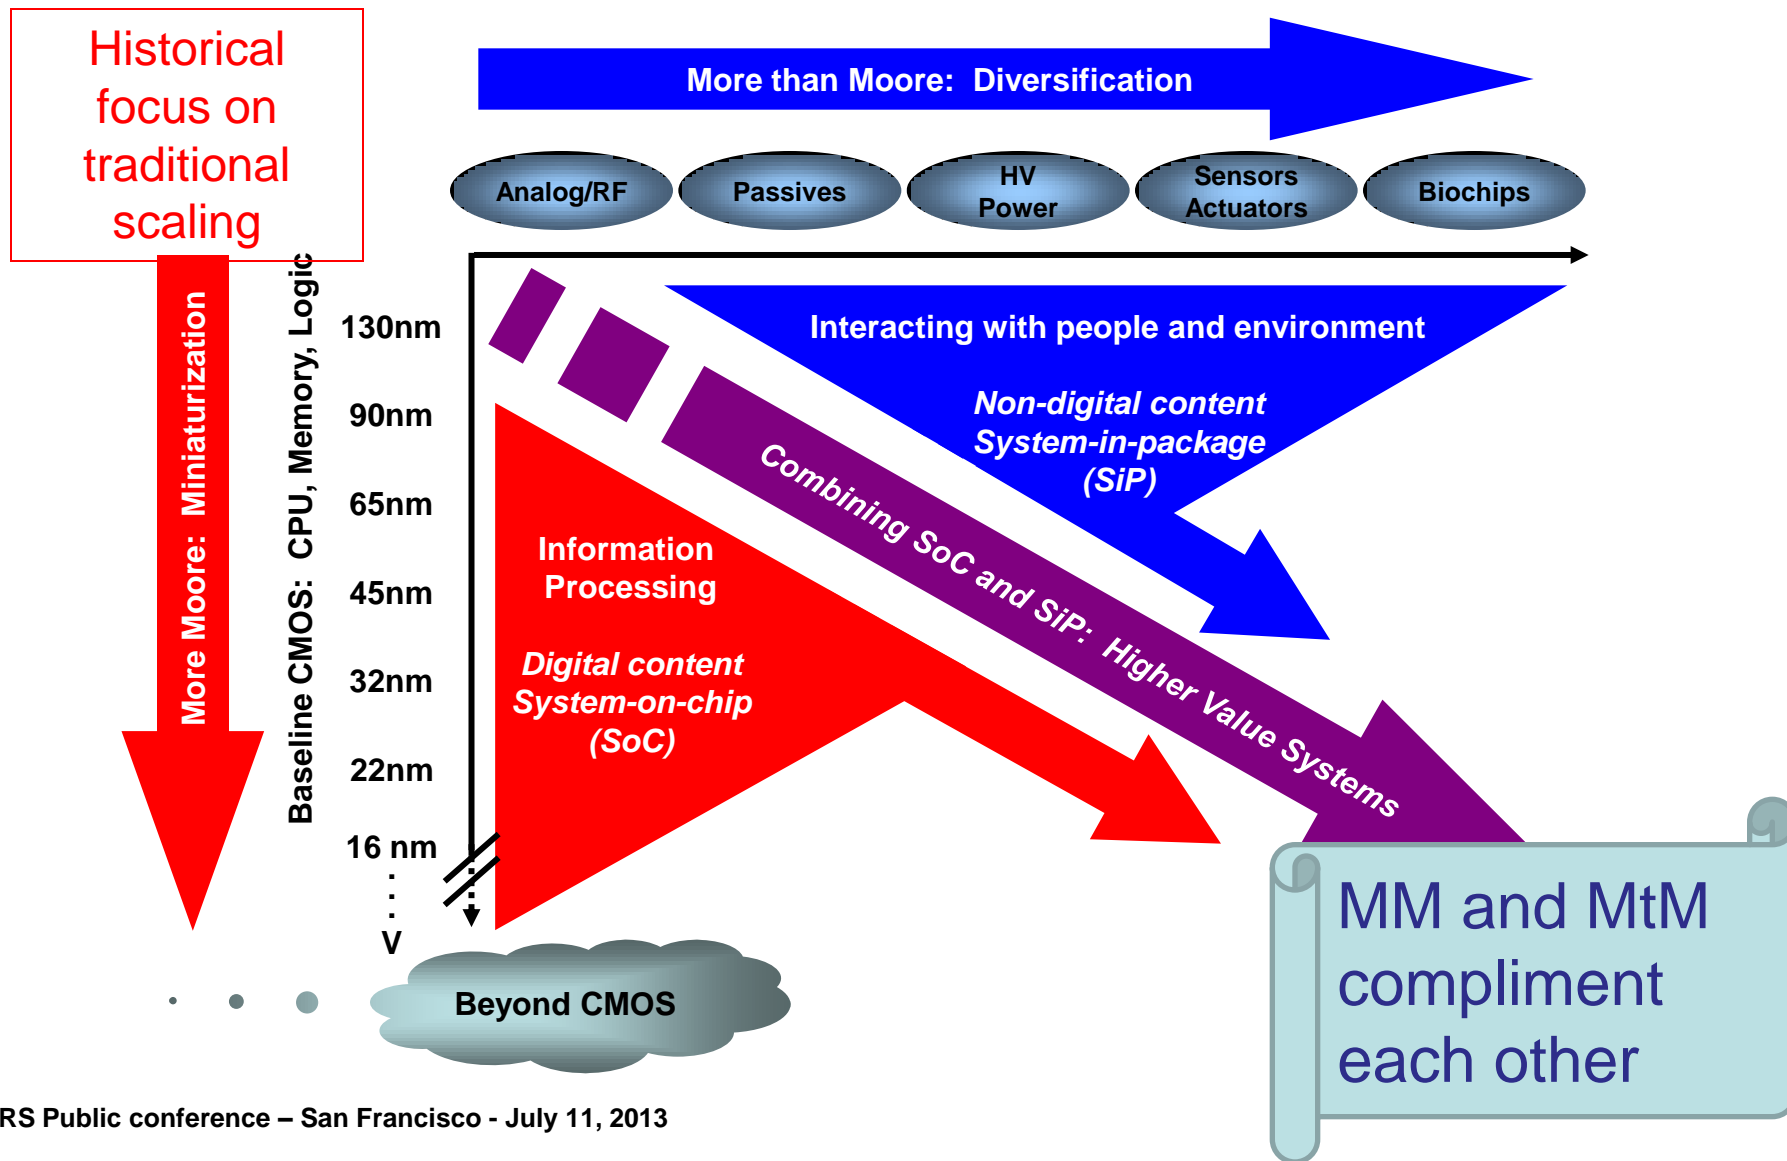 Historical
focus on
traditional
scaling
More than Moore: Diversification
Analog/RF
Passives
HV
Power
Sensors
Actuators
Biochips
More Moore: Miniaturization
Baseline CMOS: CPU, Memory, Logic
130nm
90nm
65nm
45nm
32nm
22nm
16 nm
.
.
.
V
Interacting with people and environment
Non-digital content
System-in-package
(SiP)
Combining SoC and SiP: Higher Value Systems
Information
Processing
Digital content
System-on-chip
(SoC)
Beyond CMOS
MM and MtM
compliment
each other
RS Public conference – San Francisco - July 11, 2013